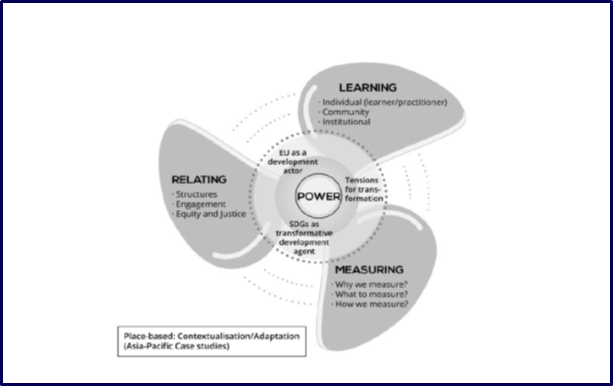 LEARNING
· Individual (learner/practitioner)
· Community
· Institutional
EU as a
development
actor
RELATING
· Structures
· Engagement
· Equity and Justice
POWER
Tensions
for trans-
formation
SDGs as
transformative
development
agent
MEASURING
· Why we measure?
· What to measure?
· How we measure?
Place-based: Contextualisation/Adaptation
(Asia-Pacific Case studies)